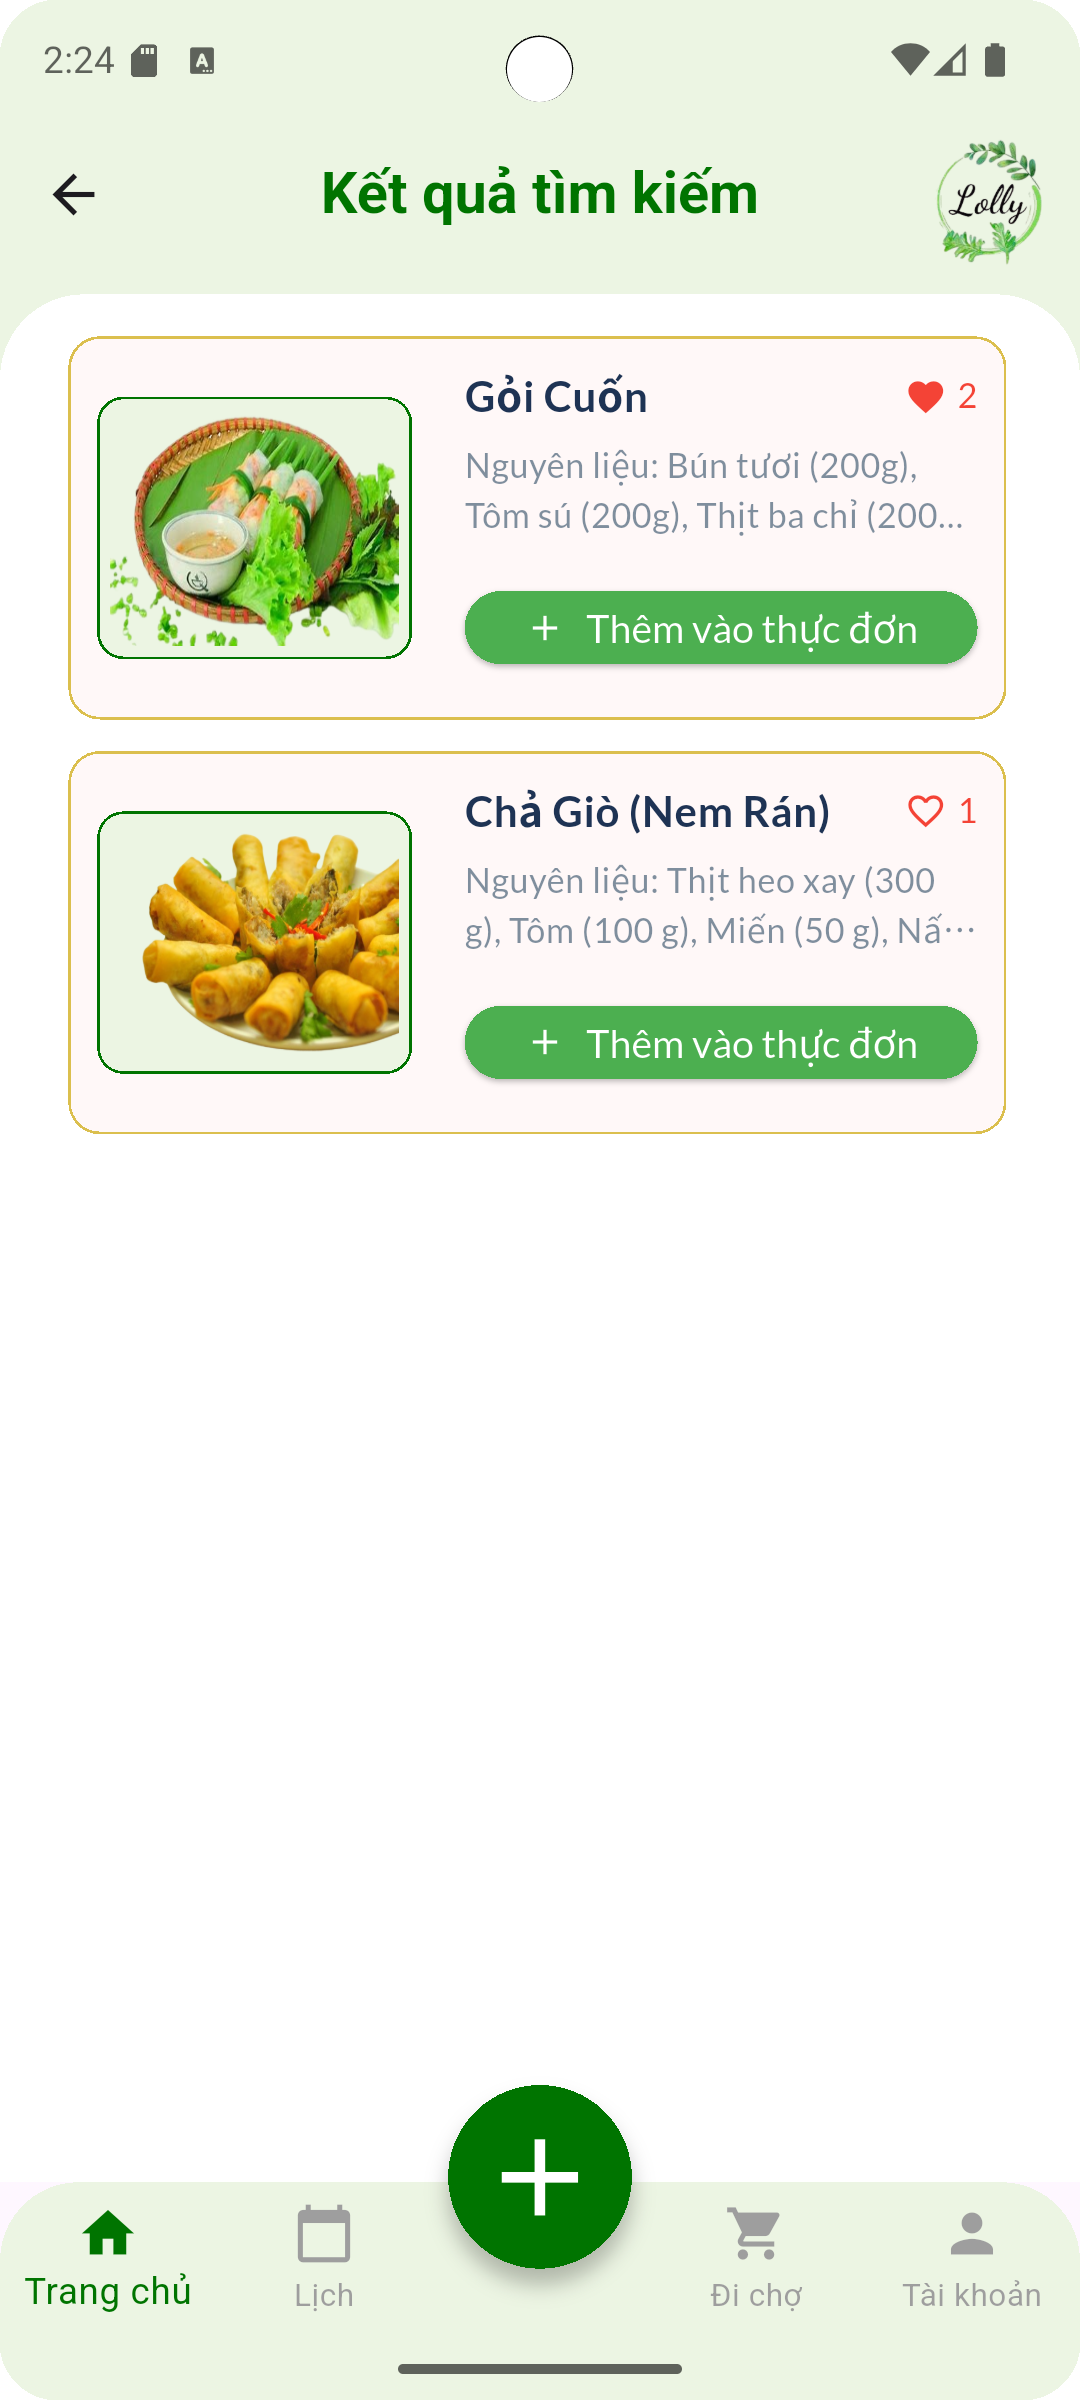 2:24
Kết quả tìm kiếm
Lolly
Gỏi Cuốn
2
Nguyên liệu: Bún tươi (200g),
Tôm sú (200g), Thịt ba chỉ (200...
Thêm vào thực đơn
Chả Giò (Nem Rán)
1
Nguyên liệu: Thịt heo xay (300
g), Tôm (100 g), Miến (50 g), Nấ...
Thêm vào thực đơn
Trang chủ
Lịch
Đi chợ
Tài khoản